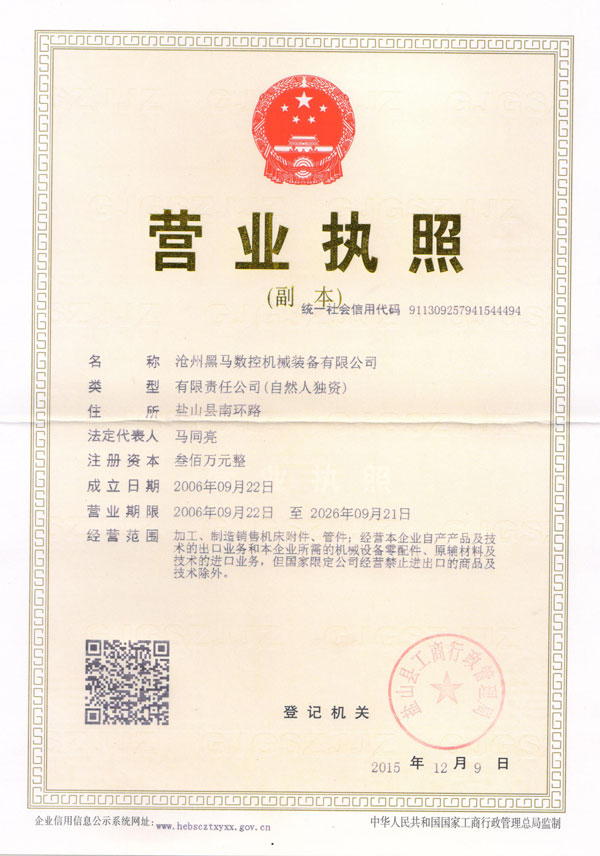 营业执照
(副 本)
统一社会信用代码 911309257941544494
名 称 沧州黑马数控机械装备有限公司
类 型 有限责任公司(自然人独资)
住 所 盐山县南环路
法定代表人 马同亮
注册资本 叁佰万元整
成立日期 2006年09月22日
营业期限 2006年09月22日 至 2026年09月21日
经营范围 加工、制造销售机床附件、管件；经营本企业自产产品及技
术的出口业务和本企业所需的机械设备零配件、原辅材料及
技术的进口业务，但国家限定公司经营禁止进出口的商品及
技术除外。
盐山县工商行政管理局
登记机关
2015 年 12 月 9 日
企业信用信息公示系统网址: www.hebscztxyxx.gov.cn
中华人民共和国国家工商行政管理总局监制